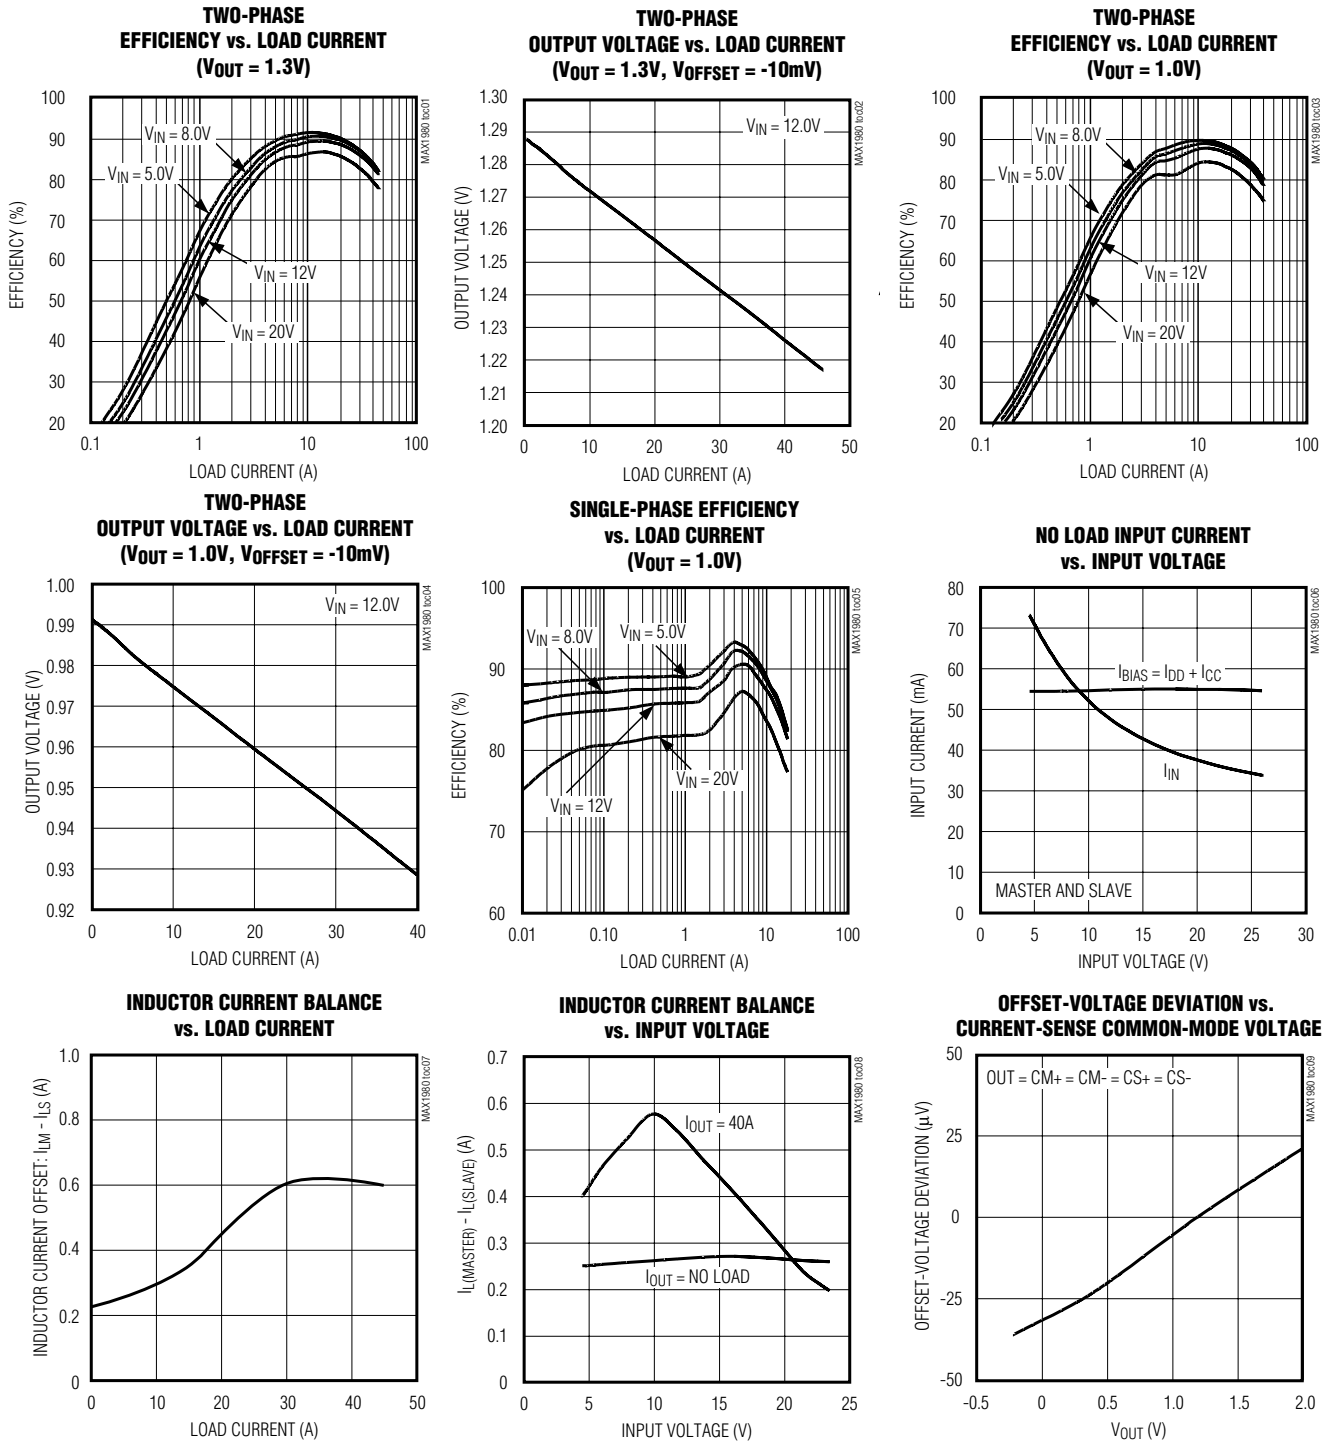 TWO-PHASE
EFFICIENCY vs. LOAD CURRENT
(VOUT = 1.3V)
MAX1980 toc01
EFFICIENCY (%)
100
90
80
70
60
50
40
30
20
VIN = 8.0V
VIN = 5.0V
VIN = 12V
VIN = 20V
0.1 1 10 100
LOAD CURRENT (A)
TWO-PHASE
OUTPUT VOLTAGE vs. LOAD CURRENT
(VOUT = 1.3V, VOFFSET = -10mV)
MAX1980 toc02
OUTPUT VOLTAGE (V)
1.30
1.29
1.28
1.27
1.26
1.25
1.24
1.23
1.22
1.21
1.20
VIN = 12.0V
0 10 20 30 40 50
LOAD CURRENT (A)
TWO-PHASE
EFFICIENCY vs. LOAD CURRENT
(VOUT = 1.0V)
MAX1980 toc03
EFFICIENCY (%)
100
90
80
70
60
50
40
30
20
VIN = 8.0V
VIN = 5.0V
VIN = 12V
VIN = 20V
0.1 1 10 100
LOAD CURRENT (A)
TWO-PHASE
OUTPUT VOLTAGE vs. LOAD CURRENT
(VOUT = 1.0V, VOFFSET = -10mV)
MAX1980 toc04
OUTPUT VOLTAGE (V)
1.00
0.99
0.98
0.97
0.96
0.95
0.94
0.93
0.92
VIN = 12.0V
0 10 20 30 40
LOAD CURRENT (A)
SINGLE-PHASE EFFICIENCY
vs. LOAD CURRENT
(VOUT = 1.0V)
MAX1980 toc05
EFFICIENCY (%)
100
90
80
70
60
VIN = 8.0V
VIN = 5.0V
VIN = 20V
VIN = 12V
0.01 0.10 1 10 100
LOAD CURRENT (A)
NO LOAD INPUT CURRENT
vs. INPUT VOLTAGE
MAX1980 toc06
INPUT CURRENT (mA)
80
70
60
50
40
30
20
10
0
IBIAS = IDD + ICC
IIN
MASTER AND SLAVE
0 5 10 15 20 25 30
INPUT VOLTAGE (V)
INDUCTOR CURRENT BALANCE
vs. LOAD CURRENT
MAX1980 toc07
INDUCTOR CURRENT OFFSET: ILM - ILS (A)
1.0
0.8
0.6
0.4
0.2
0
0 10 20 30 40 50
LOAD CURRENT (A)
INDUCTOR CURRENT BALANCE
vs. INPUT VOLTAGE
MAX1980 toc08
IL(MASTER) - IL(SLAVE) (A)
0.7
0.6
0.5
0.4
0.3
0.2
0.1
0
IOUT = 40A
IOUT = NO LOAD
0 5 10 15 20 25
INPUT VOLTAGE (V)
OFFSET-VOLTAGE DEVIATION vs.
CURRENT-SENSE COMMON-MODE VOLTAGE
MAX1980 toc09
OFFSET-VOLTAGE DEVIATION (μV)
50
25
0
-25
-50
OUT = CM+ = CM- = CS+ = CS-
-0.5 0 0.5 1.0 1.5 2.0
VOUT (V)